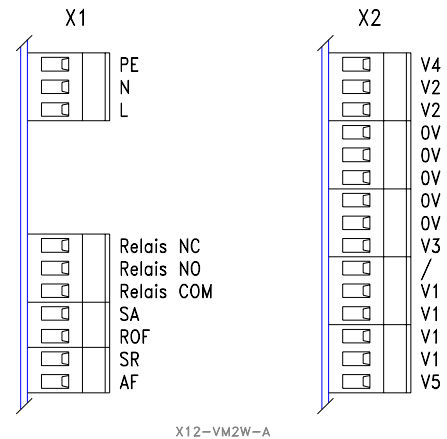 X1
PE
N
L
Relais NC
Relais NO
Relais COM
SA
ROF
SR
AF
X2
V4
V2
V2
0V
0V
0V
0V
0V
V3
/
V1
V1
V1
V1
V5
X12-VM2W-A